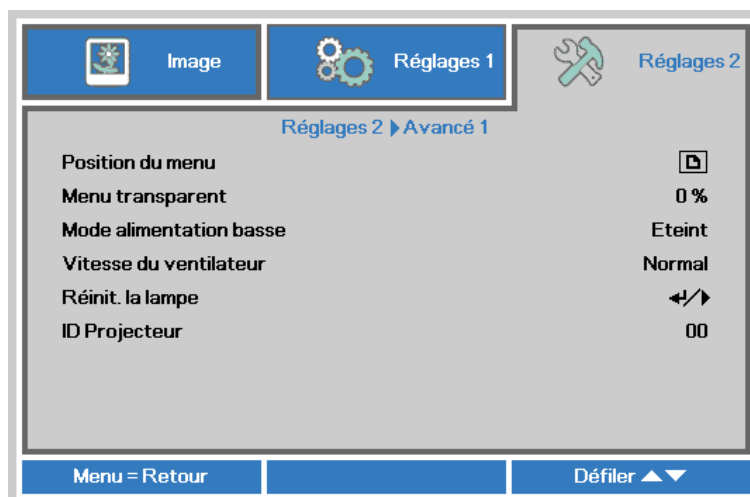 Image
Réglages 1
Réglages 2
Réglages 2 ▶ Avancé 1
Position du menu
Menu transparent 0 %
Mode alimentation basse Eteint
Vitesse du ventilateur Normal
Réinit. la lampe ↵/▶
ID Projecteur 00
Menu = Retour
Défiler ▲▼